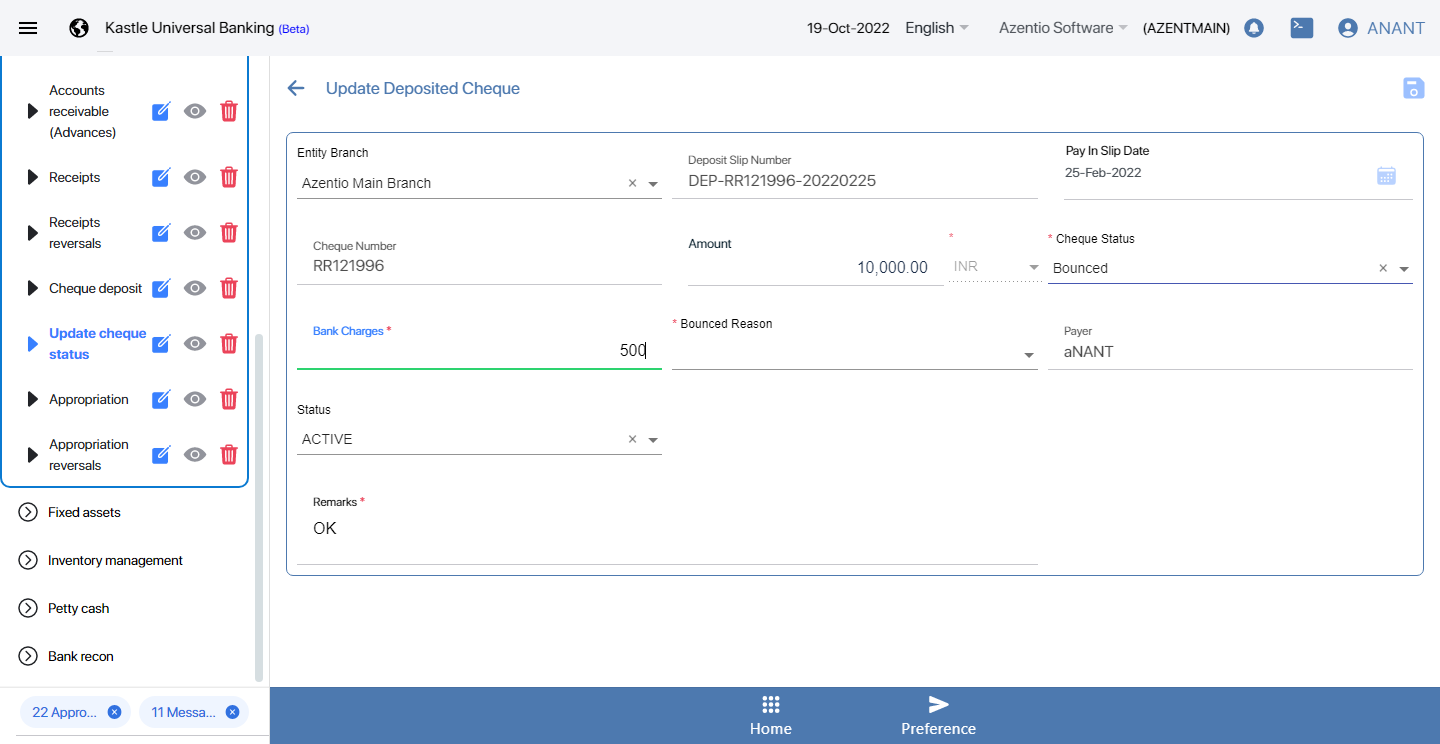 Kastle Universal Banking (Beta)
19-Oct-2022
English
Azentio Software
(AZENTMAIN)
ANANT
Accounts
receivable
(Advances)
Receipts
Receipts
reversals
Cheque deposit
Update cheque
status
Appropriation
Appropriation
reversals
Fixed assets
Inventory management
Petty cash
Bank recon
22 Appro...
11 Messa...
Update Deposited Cheque
Entity Branch
Azentio Main Branch
Deposit Slip Number
DEP-RR121996-20220225
Pay In Slip Date
25-Feb-2022
Cheque Number
RR121996
Amount
10,000.00
*
INR
* Cheque Status
Bounced
Bank Charges *
500
* Bounced Reason
Payer
aNANT
Status
ACTIVE
Remarks *
OK
Home
Preference